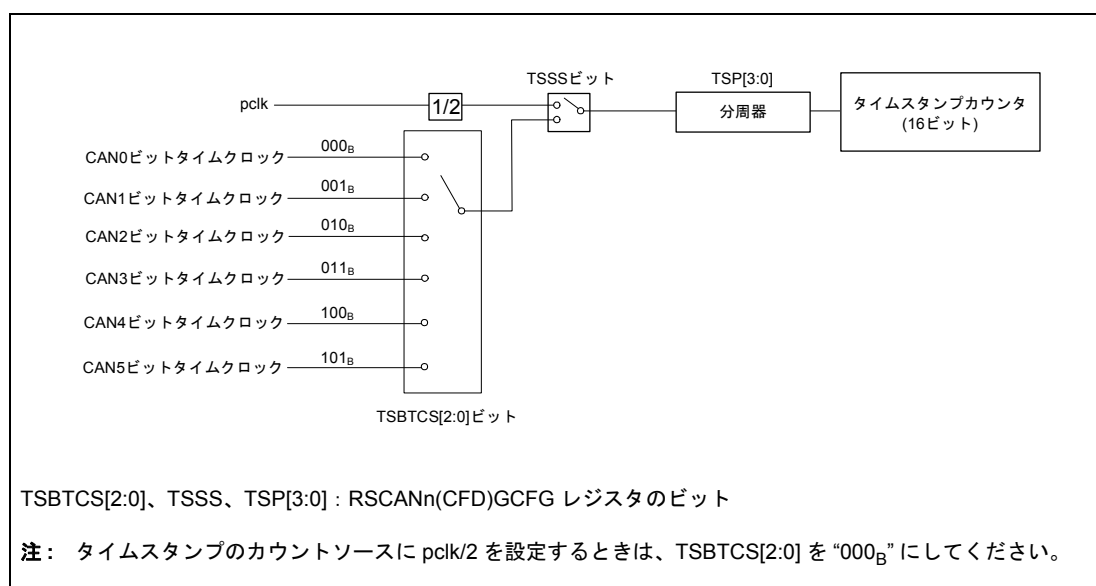 TSSSビット
TSP[3:0]
pclk
1/2
分周器
タイムスタンプカウンタ
(16ビット)
CAN0ビットタイムクロック
000B
CAN1ビットタイムクロック
001B
CAN2ビットタイムクロック
010B
CAN3ビットタイムクロック
011B
CAN4ビットタイムクロック
100B
CAN5ビットタイムクロック
101B
TSBTCS[2:0]ビット
TSBTCS[2:0]、TSSS、TSP[3:0]：RSCANn(CFD)GCFG レジスタのビット
注： タイムスタンプのカウントソースに pclk/2 を設定するときは、TSBTCS[2:0] を “000B” にしてください。